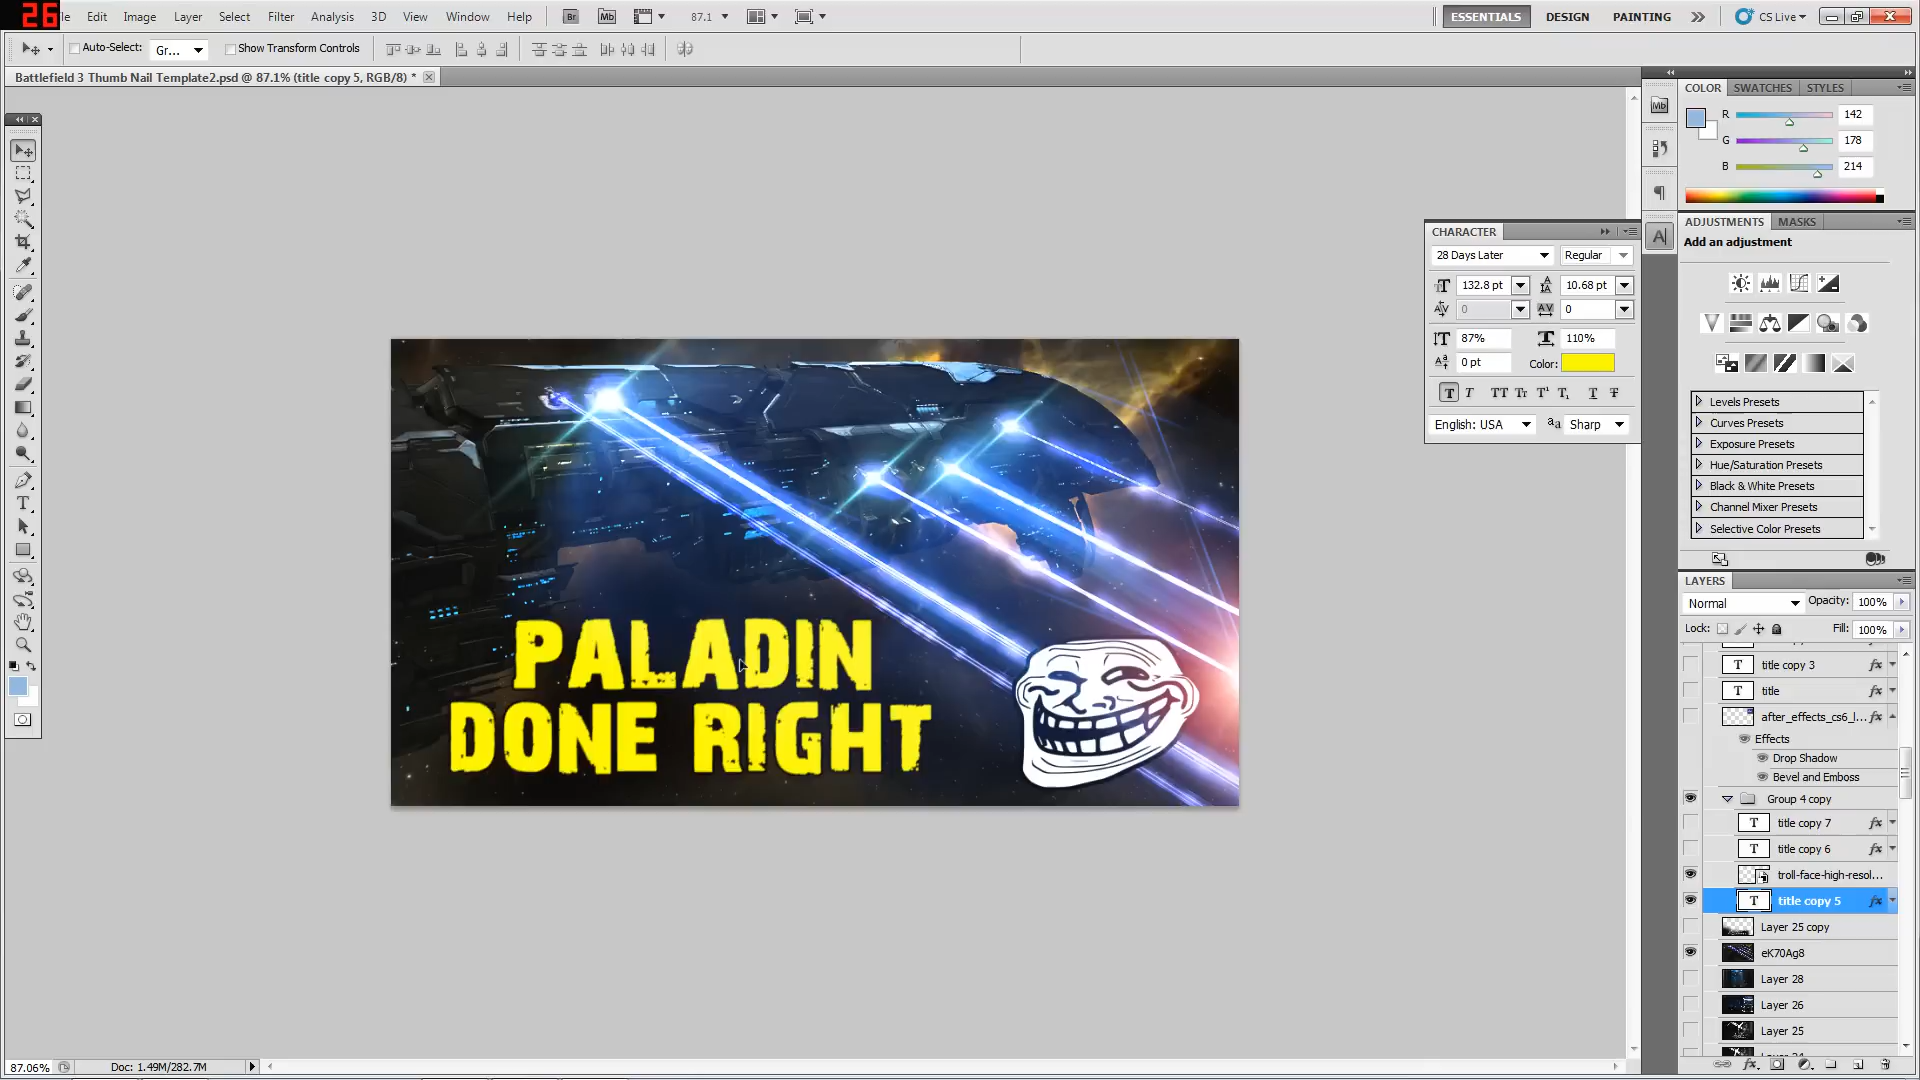 26
le Edit Image Layer Select Filter Analysis 3D View Window Help Br Mb 87.1 ESSENTIALS DESIGN PAINTING CS Live
Auto-Select: Gr... Show Transform Controls
Battlefield 3 Thumb Nail Template2.psd @ 87.1% (title copy 5, RGB/8) *
COLOR SWATCHES STYLES
R 142
G 178
B 214
Mb
CHARACTER
28 Days Later Regular
132.8 pt 10.68 pt
0 0
87% 110%
0 pt Color:
English: USA Sharp
ADJUSTMENTS MASKS
Add an adjustment
Levels Presets
Curves Presets
Exposure Presets
Hue/Saturation Presets
Black & White Presets
Channel Mixer Presets
Selective Color Presets
PALADIN
DONE RIGHT
LAYERS
Normal Opacity: 100%
Lock: Fill: 100%
title copy 3
title
after_effects_cs6_l...
Effects
Drop Shadow
Bevel and Emboss
Group 4 copy
title copy 7
title copy 6
troll-face-high-resol...
title copy 5
Layer 25 copy
eK70Ag8
Layer 28
Layer 26
Layer 25
87.06% Doc: 1.49M/282.7M